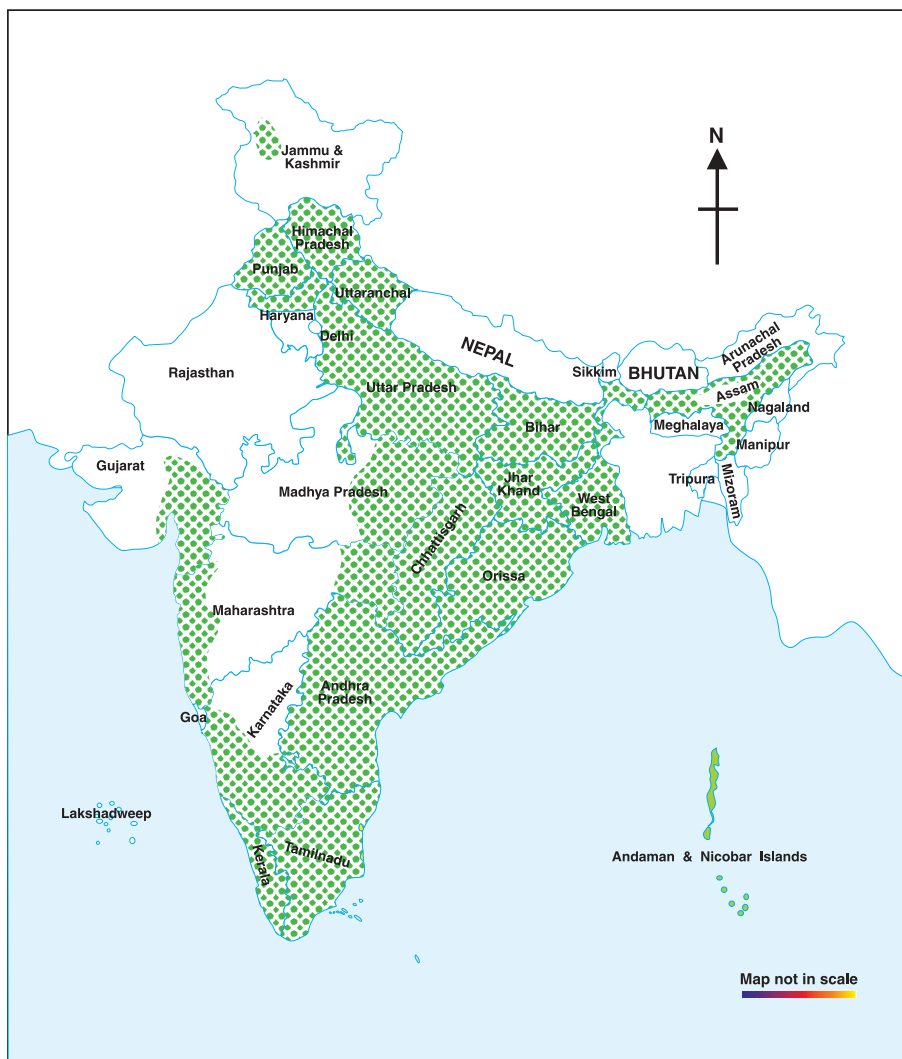 N
Jammu &
Kashmir
Himachal
Pradesh
Punjab
Uttaranchal
Haryana
Delhi
NEPAL
Rajasthan
Uttar Pradesh
Sikkim
BHUTAN
Arunachal
Pradesh
Assam
Nagaland
Meghalaya
Manipur
Bihar
Gujarat
Madhya Pradesh
Jhar
Khand
West
Bengal
Tripura
Mizoram
Chhattusgarh
Orissa
Maharashtra
Andhra
Pradesh
Karnataka
Goa
Lakshadweep
Tamilnadu
Kerala
Andaman & Nicobar Islands
Map not in scale